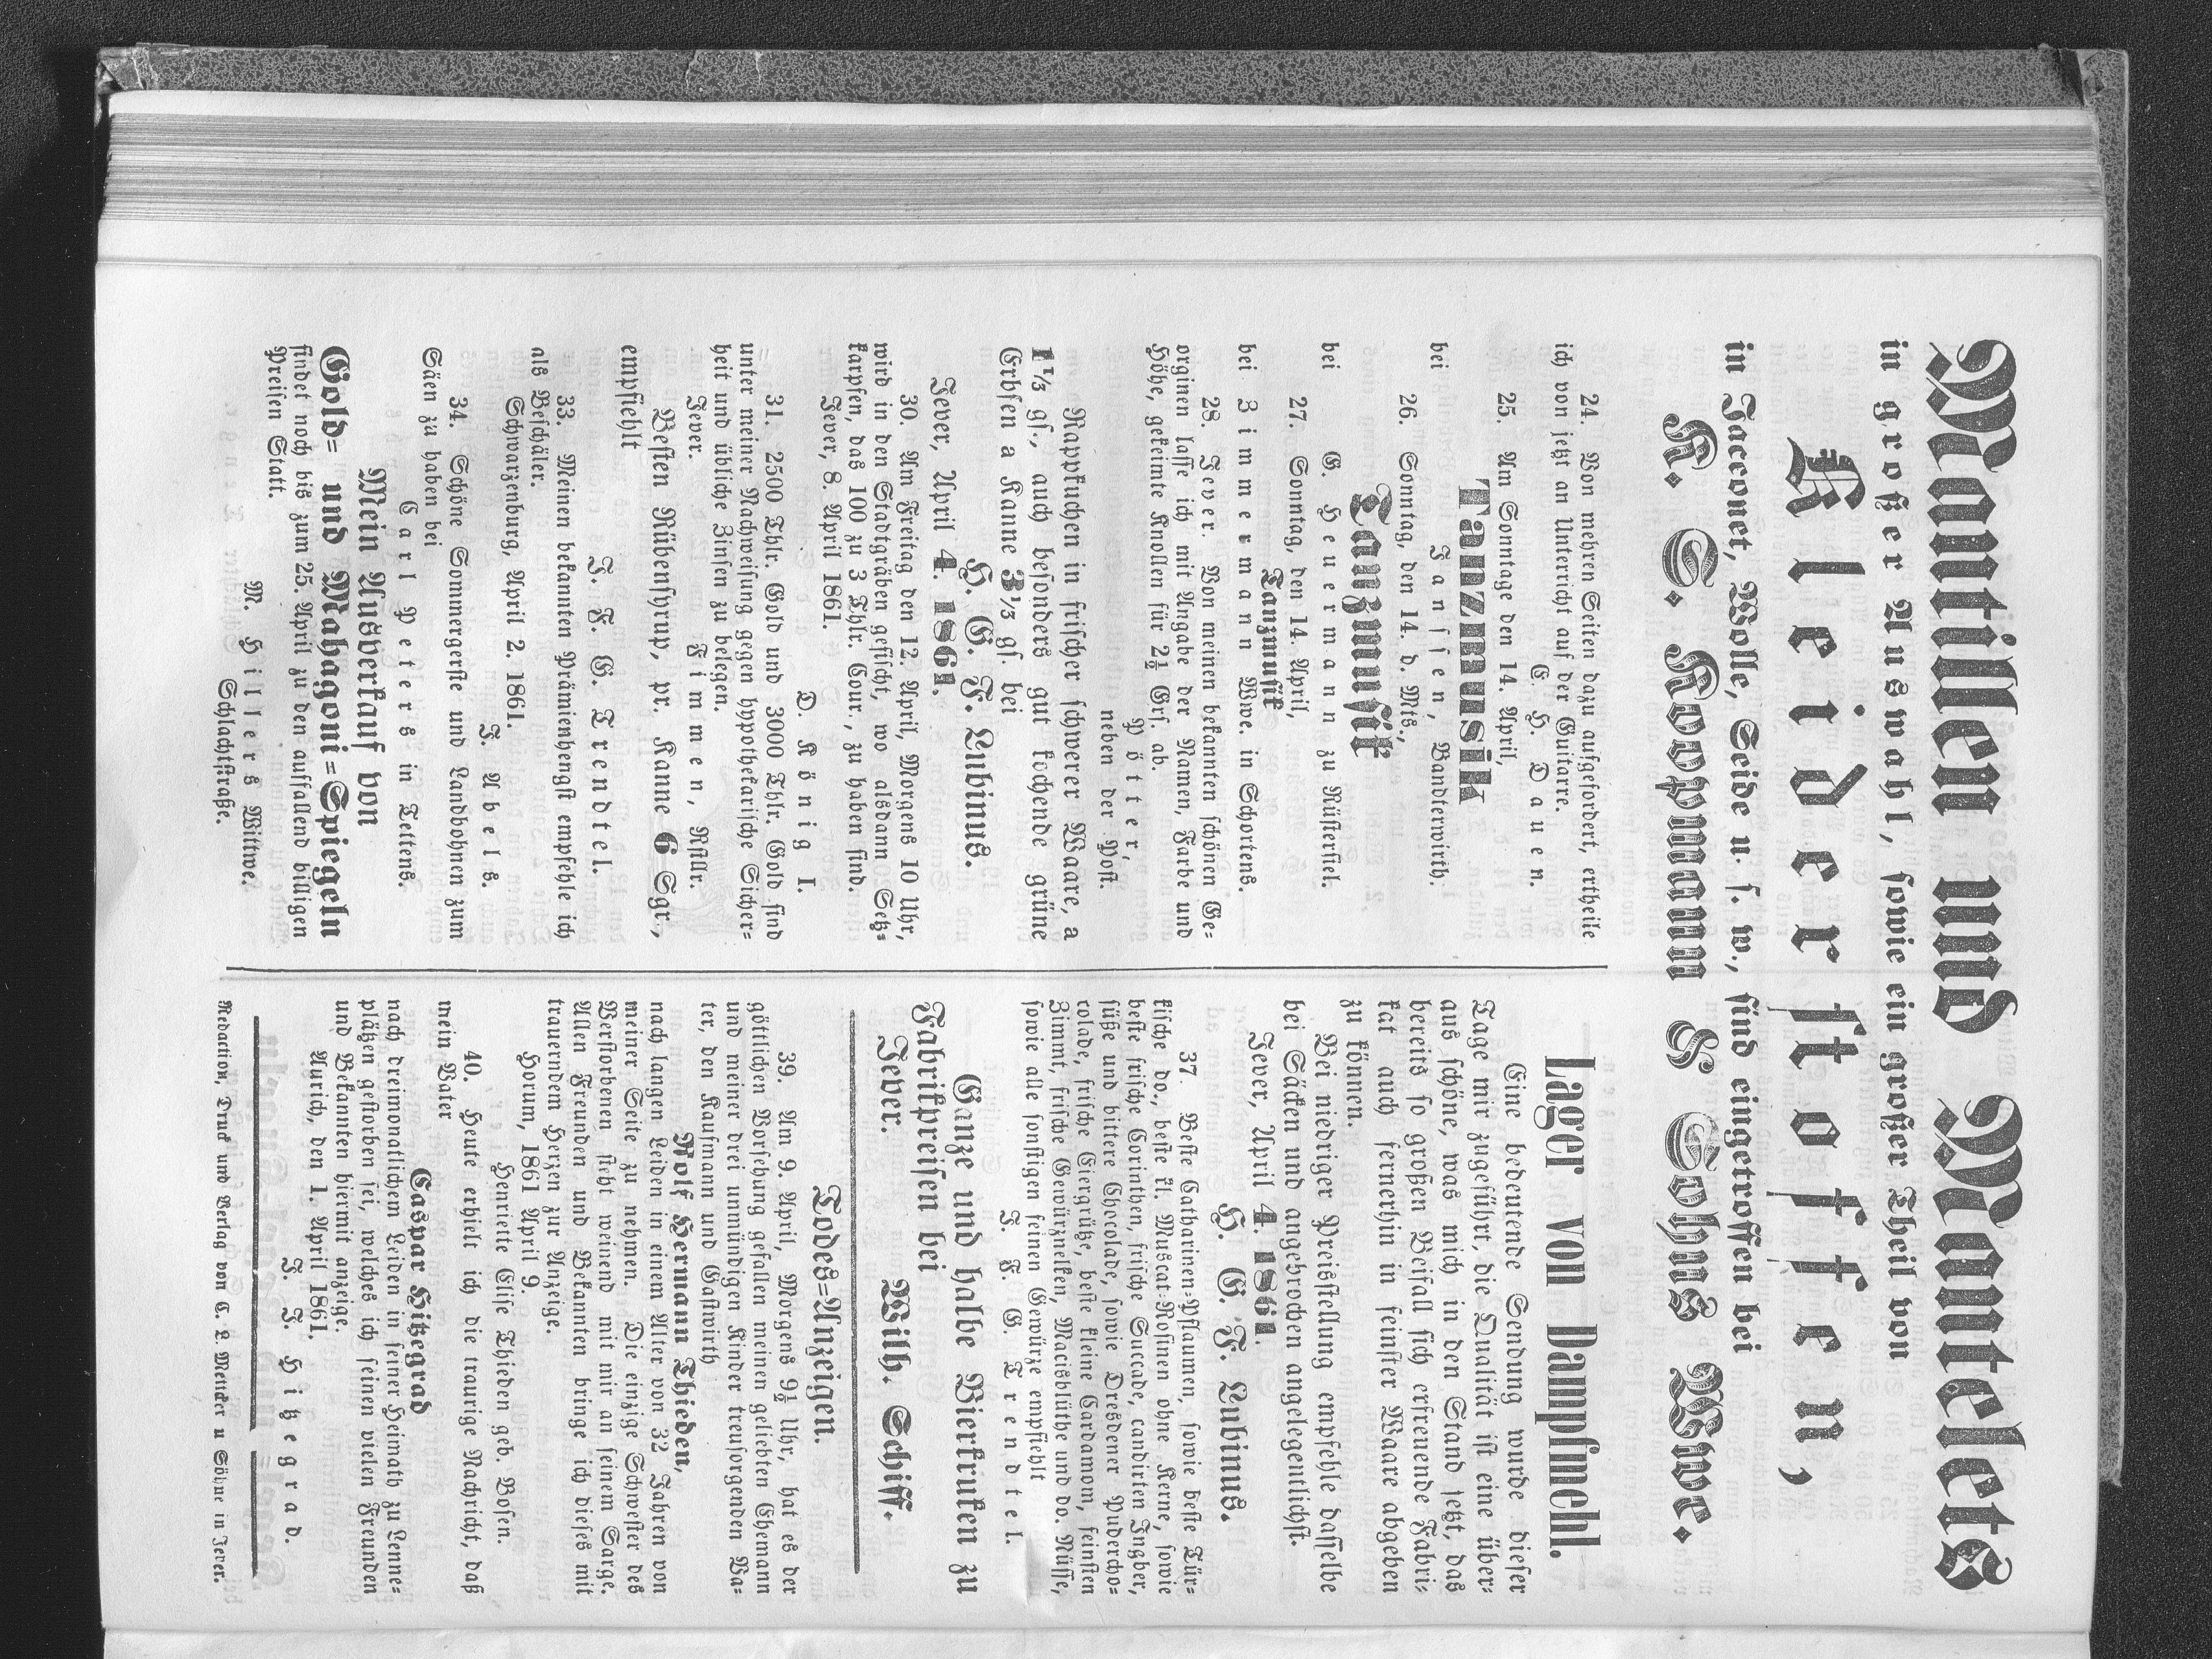 Mantillen und Mantelets
in großer Auswahl, sowie ein großer Theil von
Kleiderstoffen,
in Jacconet, Wolle, Seide u. s. w., sind eingetroffen bei
K. S. Koopmann & Sohns Wwe.
24. Von mehren Seiten dazu aufgefordert, ertheile
ich von jetzt an Unterricht auf der Guitarre.
C. H. Dauen.
25. Am Sonntage den 14. April,
Tanzmusik
bei Janssen, Vandterwirth.
26. Sonntag, den 14. d. Mts.,
Tanzmusik
bei G. Heuermann zu Rüstersiel.
27. Sonntag, den 14. April,
Tanzmusik
bei Zimmermann Wwe. in Schortens.
28. Jever. Von meinen bekannten schönen Ge-
orginen lasse ich mit Angabe der Namen, Farbe und
Höhe, gekeimte Knollen für 2½ Grs. ab.
Pötter,
neben der Post.
Rappkuchen in frischer schwerer Waare, a
1⅓ gs., auch besonders gut kochende grüne
Erbsen a Kanne 3⅓ gs. bei
H. G. F. Lubinus.
Jever, April 4. 1861.
30. Am Freitag den 12. April, Morgens 10 Uhr,
wird in den Stadtgräben gefischt, wo alsdann Setz-
karpfen, das 100 zu 3 Thlr. Cour., zu haben sind.
Jever, 8. April 1861.
D. König I.
31. 2500 Thlr. Gold und 3000 Thlr. Gold sind
unter meiner Nachweisung gegen hypothekarische Sicher-
heit und übliche Zinsen zu belegen.
Jever. Fimmen, Mkllr.
Besten Rübensyrup, pr. Kanne 6 Sgr.,
empfiehlt
J. F. G. Trendtel.
33. Meinen bekannten Prämienhengst empfehle ich
als Beschäler.
Schwarzenburg, April 2. 1861.
F. Abels.
34. Schöne Sommergerste und Landbohnen zum
Säen zu haben bei
Carl Peters in Tettens.
Mein Ausverkauf von
Gold- und Mahagoni-Spiegeln
findet noch bis zum 25. April zu den auffallend billigen
Preisen Statt.
M. Hillers Wittwe.
Schlachtstraße.
Lager von Dampfmehl.
Eine bedeutende Sendung wurde dieser
Tage mir zugeführt, die Qualität ist eine über-
aus schöne, was mich in den Stand setzt, das
bereits so großen Beifall sich erfreuende Fabri-
kat auch fernerhin in feinster Waare abgeben
zu können.
Bei niedriger Preisstellung empfehle dasselbe
bei Säcken und angebrochen angelegentlichst.
H. G. F. Lubinus.
Jever, April 4. 1861.
37. Beste Catharinen-Pflaumen, sowie beste Tür-
kische do., beste kl. Muscat-Rosinen ohne Kerne, sowie
beste frische Corinthen, frische Succade, candirten Ingber,
süße und bittere Chocolade, sowie Dresdener Puderche-
colade, frische Eiergrütze, beste kleine Cardamom, feinsten
Zimmt, frische Gewürznelken, Macisblüthe und do. Nüsse,
sowie alle sonstigen feinen Gewürze empfiehlt
J. F. G. Trendtel.
Ganze und halbe Bierkruken zu
Fabrikpreisen bei
Jever. Wilh. Schiff.
Todes-Anzeigen.
39. Am 9. April, Morgens 9½ Uhr, hat es der
göttlichen Vorsehung gefallen meinen geliebten Ehemann
und meiner drei unmündigen Kinder treusorgenden Va-
ter, den Kaufmann und Gastwirth
Rolf Hermann Thieden,
nach langen Leiden in einem Alter von 32 Jahren von
meiner Seite zu nehmen. Die einzige Schwester des
Verstorbenen steht weinend mit mir an seinem Sarge.
Allen Freunden und Bekannten bringe ich dieses mit
trauerndem Herzen zur Anzeige.
Horum, 1861 April 9.
Henriette Elise Thieden geb. Bosen.
40. Heute erhielt ich die traurige Nachricht, daß
mein Vater
Caspar Hitzegrad
nach dreimonatlichem Leiden in seiner Heimath zu Lenne-
plätzen gestorben sei, welches ich seinen vielen Freunden
und Bekannten hiermit anzeige.
Aurich, den 1. April 1861.
J. J. Hitzegrad.
Redaction, Druck und Verlag von C. L. Mettcker u Söhne in Jever.